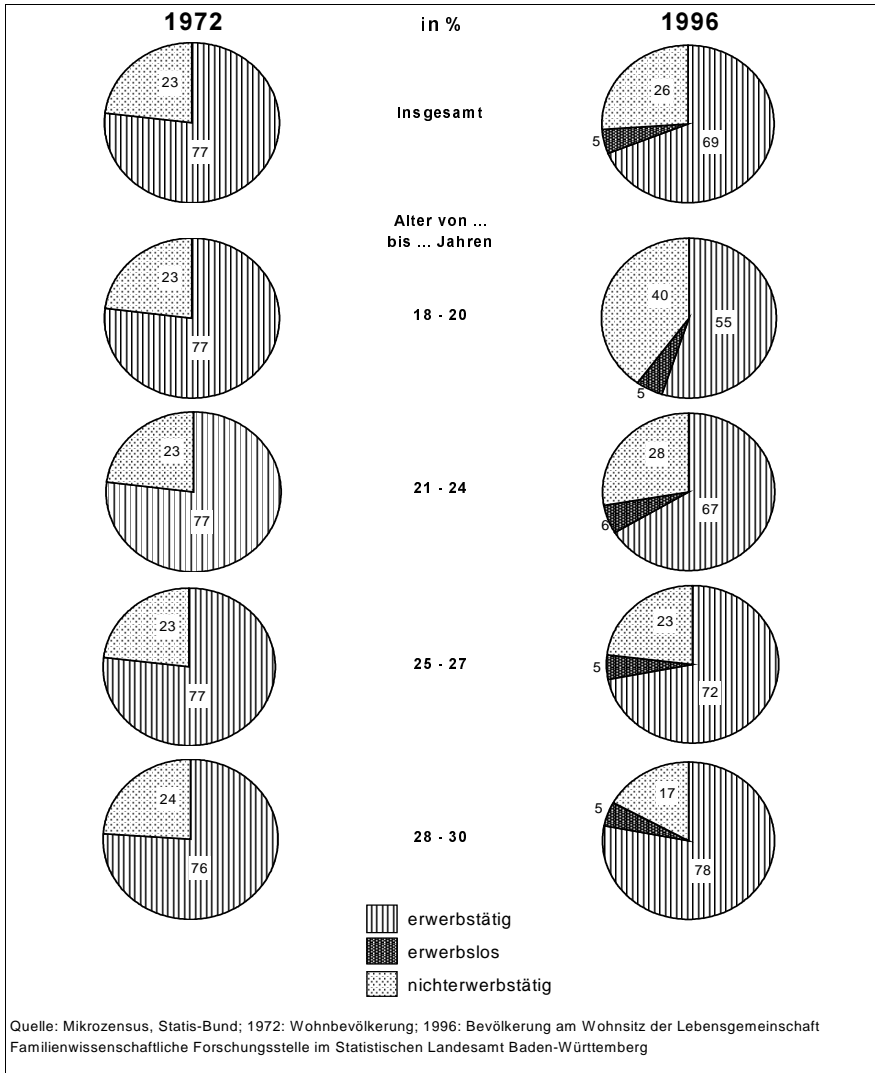 1972 in % 1996
23
77
Insgesamt
26
5
69
Alter von ...
bis ... Jahren
23
77
18 - 20
40
55
5
23
77
21 - 24
28
6
67
23
77
25 - 27
23
5
72
24
76
28 - 30
17
5
78
erwerbstätig
erwerbslos
nichterwerbstätig
Quelle: Mikrozensus, Statis-Bund; 1972: Wohnbevölkerung; 1996: Bevölkerung am Wohnsitz der Lebensgemeinschaft
Familienwissenschaftliche Forschungsstelle im Statistischen Landesamt Baden-Württemberg